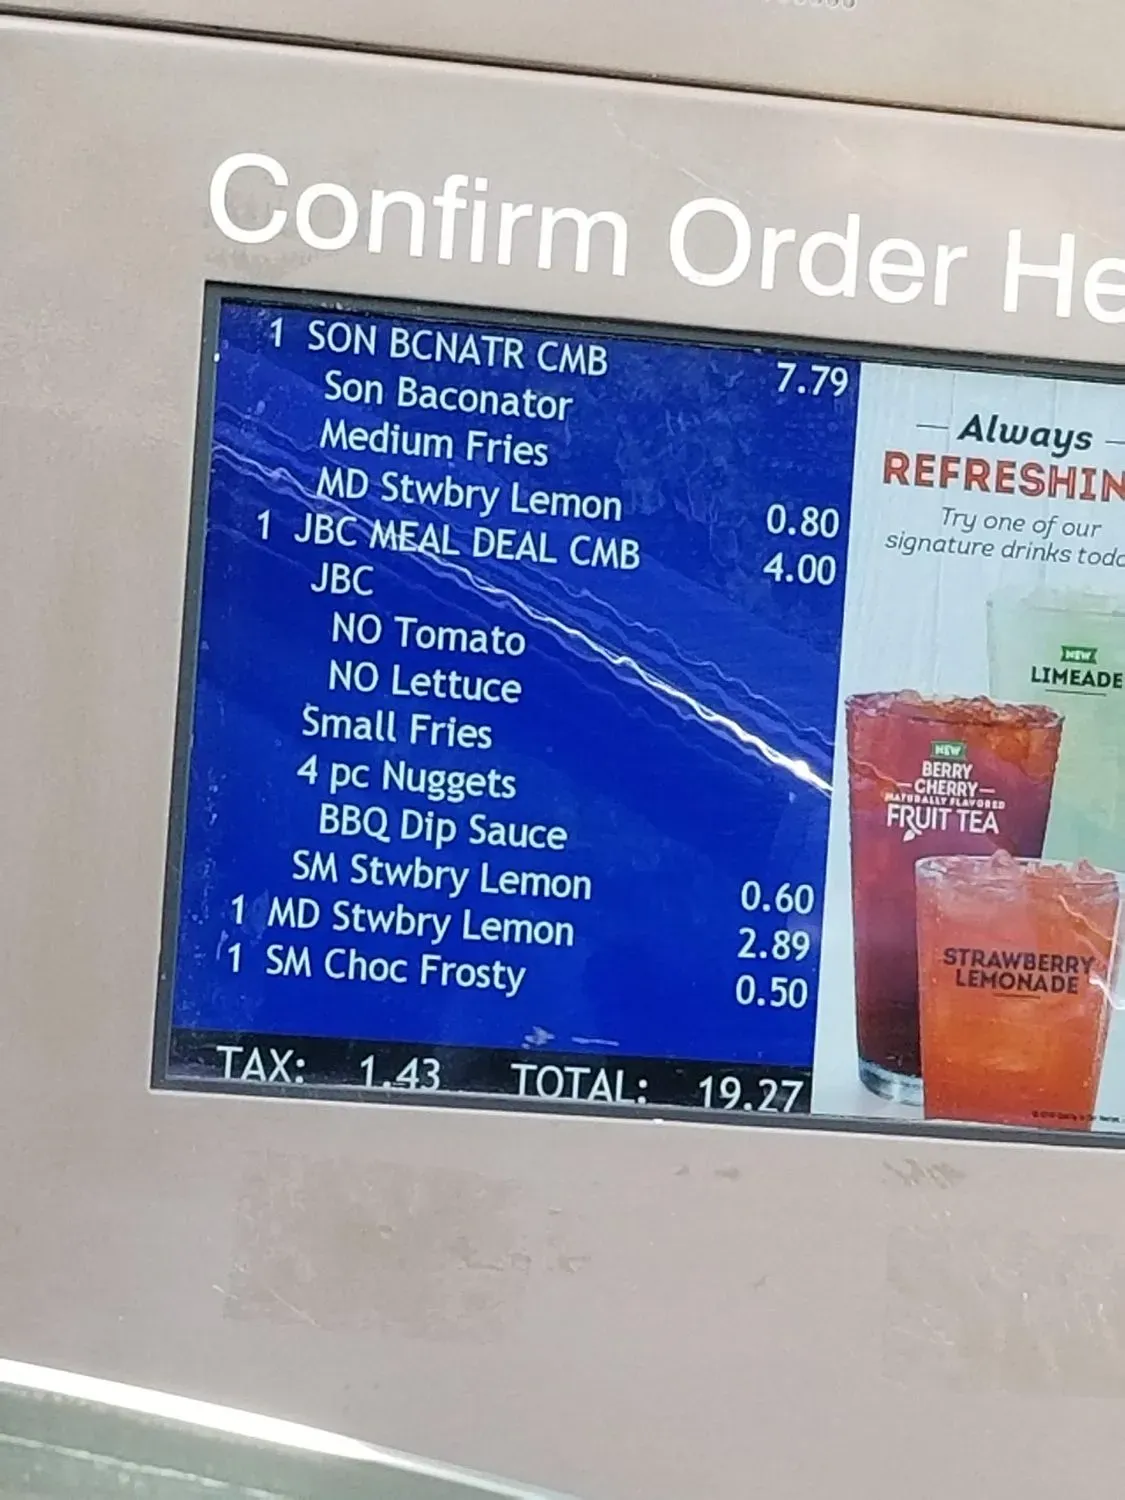 Confirm Order He
1 SON BCNATR CMB 7.79
Son Baconator
Medium Fries
MD Stwbry Lemon 0.80
1 JBC MEAL DEAL CMB 4.00
JBC
NO Tomato
NO Lettuce
Small Fries
4 pc Nuggets
BBQ Dip Sauce
SM Stwbry Lemon 0.60
1 MD Stwbry Lemon 2.89
1 SM Choc Frosty 0.50
TAX: 1.43 TOTAL: 19.27
Always
REFRESHIN
Try one of our
signature drinks toda
NEW
LIMEADE
NEW
BERRY
CHERRY
NATURALLY FLAVORED
FRUIT TEA
STRAWBERRY
LEMONADE